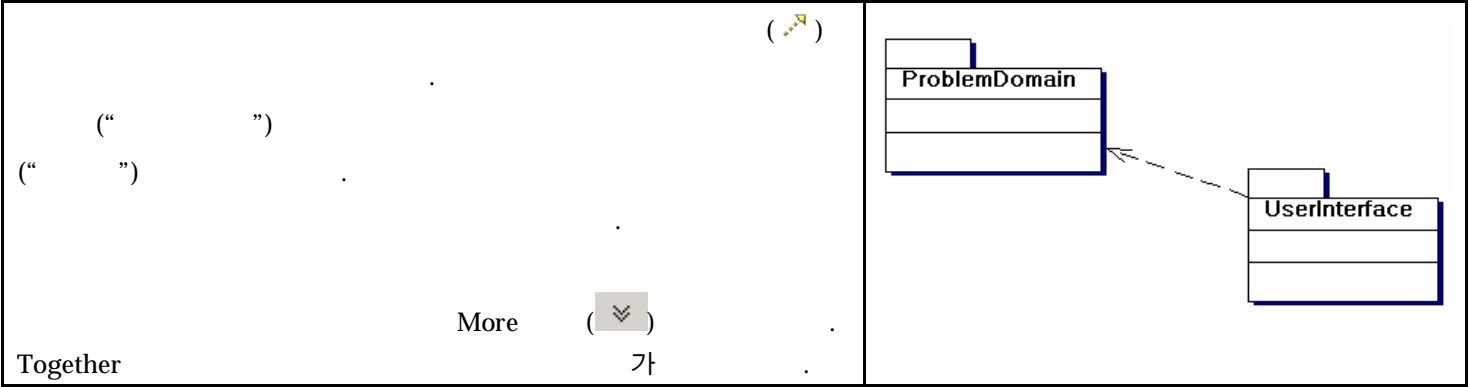 ( )
.
(“ ”)
(“ ”) .
.
More ( ) .
Together 가 .
ProblemDomain
UserInterface